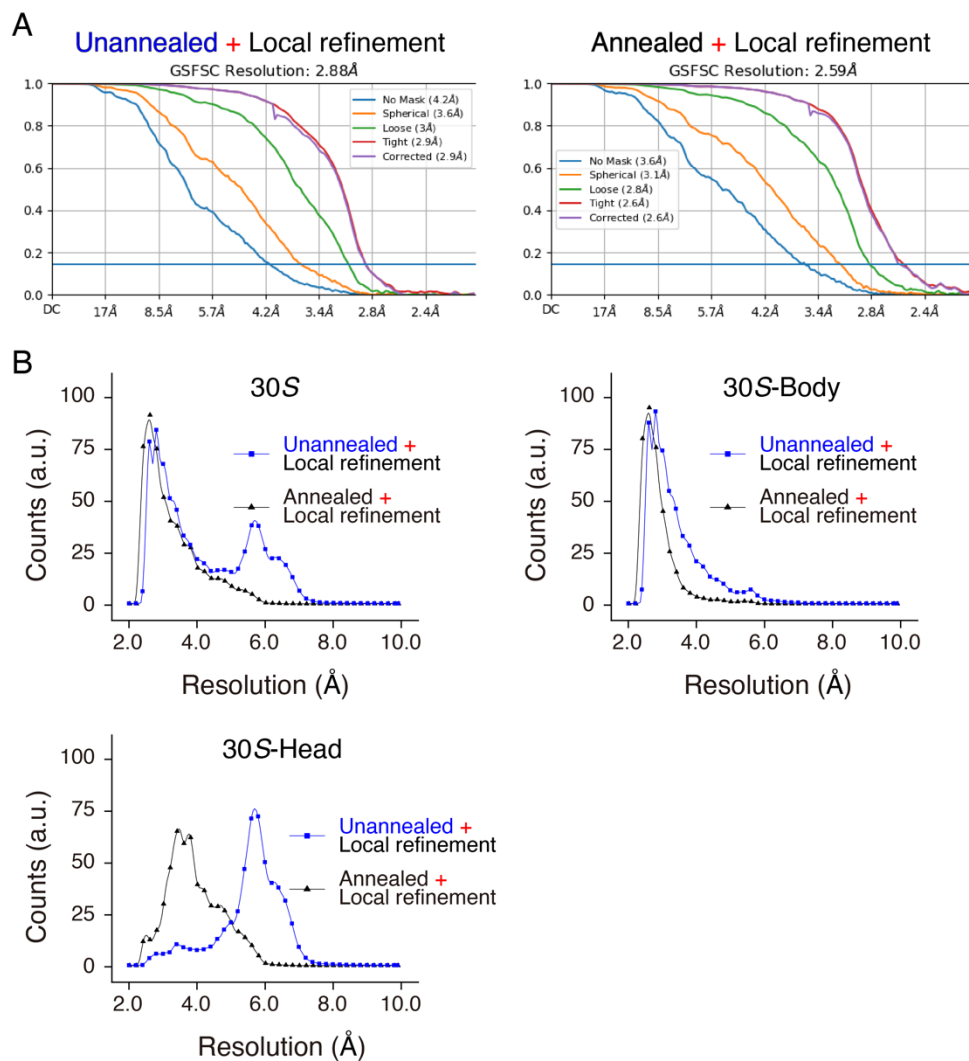 A
Unannealed + Local refinement
GSFSC Resolution: 2.88Å
1.0
0.8
0.6
0.4
0.2
0.0
No Mask (4.2Å)
Spherical (3.6Å)
Loose (3Å)
Tight (2.9Å)
Corrected (2.9Å)
DC 17Å 8.5Å 5.7Å 4.2Å 3.4Å 2.8Å 2.4Å
Annealed + Local refinement
GSFSC Resolution: 2.59Å
1.0
0.8
0.6
0.4
0.2
0.0
No Mask (3.6Å)
Spherical (3.1Å)
Loose (2.8Å)
Tight (2.6Å)
Corrected (2.6Å)
DC 17Å 8.5Å 5.7Å 4.2Å 3.4Å 2.8Å 2.4Å
B
30S
Counts (a.u.)
100
75
50
25
0
Unannealed +
Local refinement
Annealed +
Local refinement
2.0 4.0 6.0 8.0 10.0
Resolution (Å)
30S-Body
Counts (a.u.)
100
75
50
25
0
Unannealed +
Local refinement
Annealed +
Local refinement
2.0 4.0 6.0 8.0 10.0
Resolution (Å)
30S-Head
Counts (a.u.)
100
75
50
25
0
Unannealed +
Local refinement
Annealed +
Local refinement
2.0 4.0 6.0 8.0 10.0
Resolution (Å)